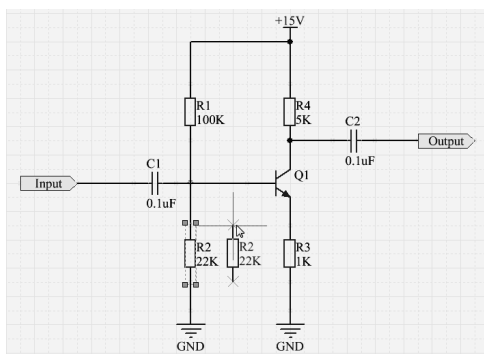 +15V
R1
100K
R4
5K
C2
0.1uF
Output
C1
0.1uF
Input
Q1
R2
22K
R2
22K
R3
1K
GND
GND